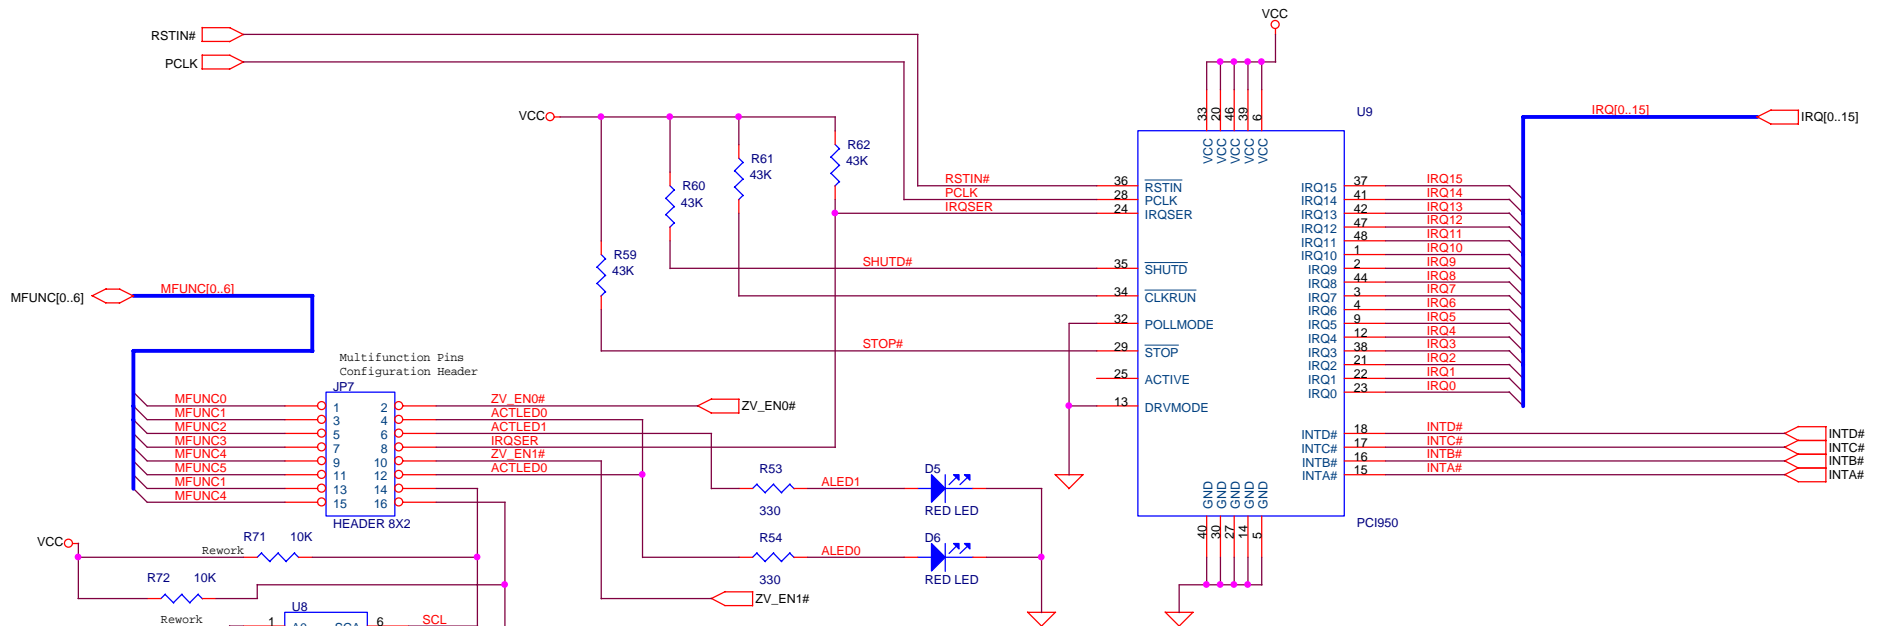 VCC
RSTIN#
PCLK
VCC
U9
IRQ[0..15]
IRQ[0..15]
33 20 46 39 6
VCC VCC VCC VCC VCC
R62
43K
R61
43K
R60
43K
R59
43K
RSTIN#
PCLK
IRQSER
SHUTD#
STOP#
36 RSTIN
28 PCLK
24 IRQSER
35 SHUTD
34 CLKRUN
32 POLLMODE
29 STOP
25 ACTIVE
13 DRVMODE
IRQ15 37 IRQ15
IRQ14 41 IRQ14
IRQ13 42 IRQ13
IRQ12 47 IRQ12
IRQ11 48 IRQ11
IRQ10 1 IRQ10
IRQ9 2 IRQ9
IRQ8 44 IRQ8
IRQ7 3 IRQ7
IRQ6 4 IRQ6
IRQ5 9 IRQ5
IRQ4 12 IRQ4
IRQ3 38 IRQ3
IRQ2 21 IRQ2
IRQ1 22 IRQ1
IRQ0 23 IRQ0
INTD# 18 INTD# INTD#
INTC# 17 INTC# INTC#
INTB# 16 INTB# INTB#
INTA# 15 INTA# INTA#
GND GND GND GND GND
40 30 27 14 5
PCI950
MFUNC[0..6]
MFUNC[0..6]
Multifunction Pins
Configuration Header
JP7
MFUNC0 1 2 ZV_EN0# ZV_EN0#
MFUNC1 3 4 ACTLED0
MFUNC2 5 6 ACTLED1
MFUNC3 7 8 IRQSER
MFUNC4 9 10 ZV_EN1#
MFUNC5 11 12 ACTLED0
MFUNC1 13 14
MFUNC4 15 16
HEADER 8X2
R53
330
ALED1
D5
RED LED
R54
330
ALED0
D6
RED LED
ZV_EN1#
VCC
R71 10K
Rework
R72 10K
Rework
U8
1 A0 SCA 6 SCL